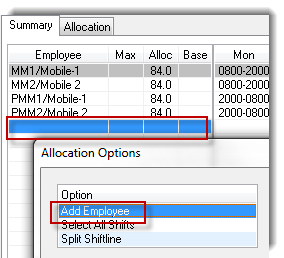 Summary Allocation
Employee Max Alloc Base Mon
MM1/Mobile-1 84.0 0800-2000
MM2/Mobile 2 84.0 0800-2000
PMM1/Mobile-1 84.0 2000-0800
PMM2/Mobile 2 84.0 2000-0800
Allocation Options
Option
Add Employee
Select All Shifts
Split Shiftline